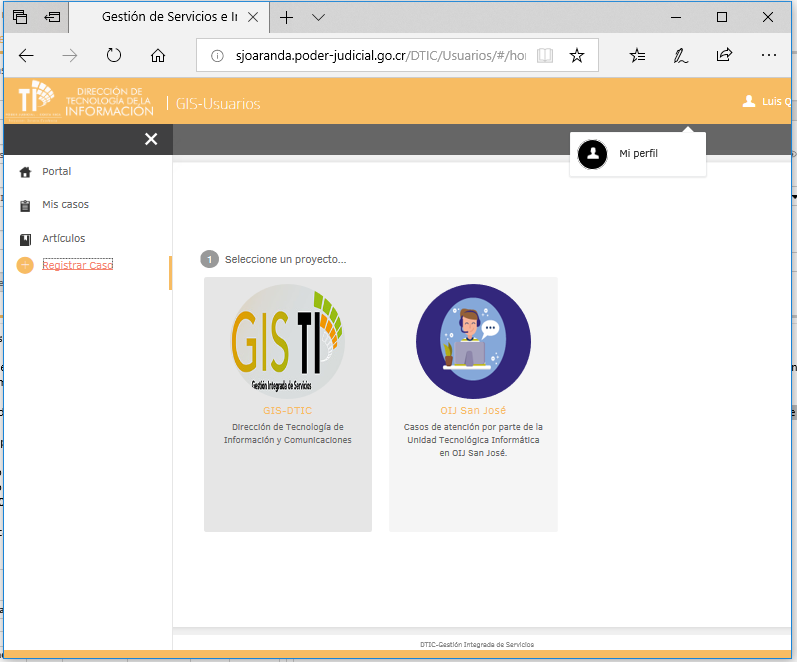 Gestión de Servicios e Ir
sjoaranda.poder-judicial.go.cr/DTIC/Usuarios/#/hor
TI
DIRECCIÓN DE
TECNOLOGÍA DE LA
INFORMACIÓN
GIS-Usuarios
Luis Q
Mi perfil
Portal
Mis casos
Artículos
Registrar Caso
1 Seleccione un proyecto...
GIS TI
Gestión Integrada de Servicios
GIS-DTIC
Dirección de Tecnología de
Información y Comunicaciones
OIJ San José
Casos de atención por parte de la
Unidad Tecnológica Informática
en OIJ San José.
DTIC-Gestión Integrada de Servicios